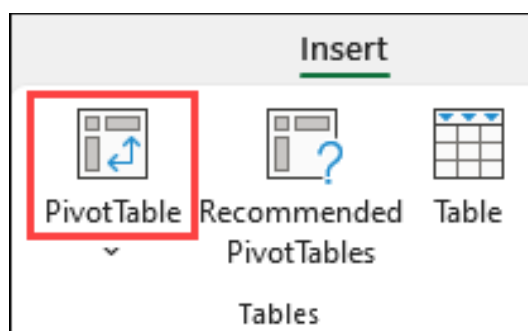 Insert
PivotTable
Recommended
PivotTables
Table
Tables